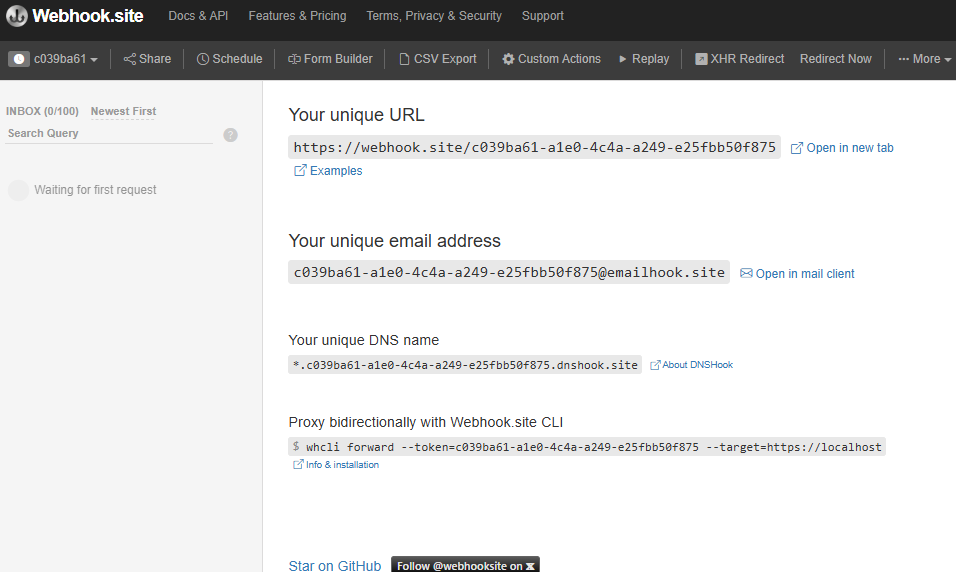 Webhook.site Docs & API Features & Pricing Terms, Privacy & Security Support
c039ba61 Share Schedule Form Builder CSV Export Custom Actions Replay XHR Redirect Redirect Now ... More
INBOX (0/100) Newest First
Search Query ?
Waiting for first request
Your unique URL
https://webhook.site/c039ba61-a1e0-4c4a-a249-e25fbb50f875 Open in new tab
Examples
Your unique email address
c039ba61-a1e0-4c4a-a249-e25fbb50f875@emailhook.site Open in mail client
Your unique DNS name
*.c039ba61-a1e0-4c4a-a249-e25fbb50f875.dnshook.site About DNSHook
Proxy bidirectionally with Webhook.site CLI
$ whcli forward --token=c039ba61-a1e0-4c4a-a249-e25fbb50f875 --target=https://localhost
Info & installation
Star on GitHub Follow @webhooksite on X